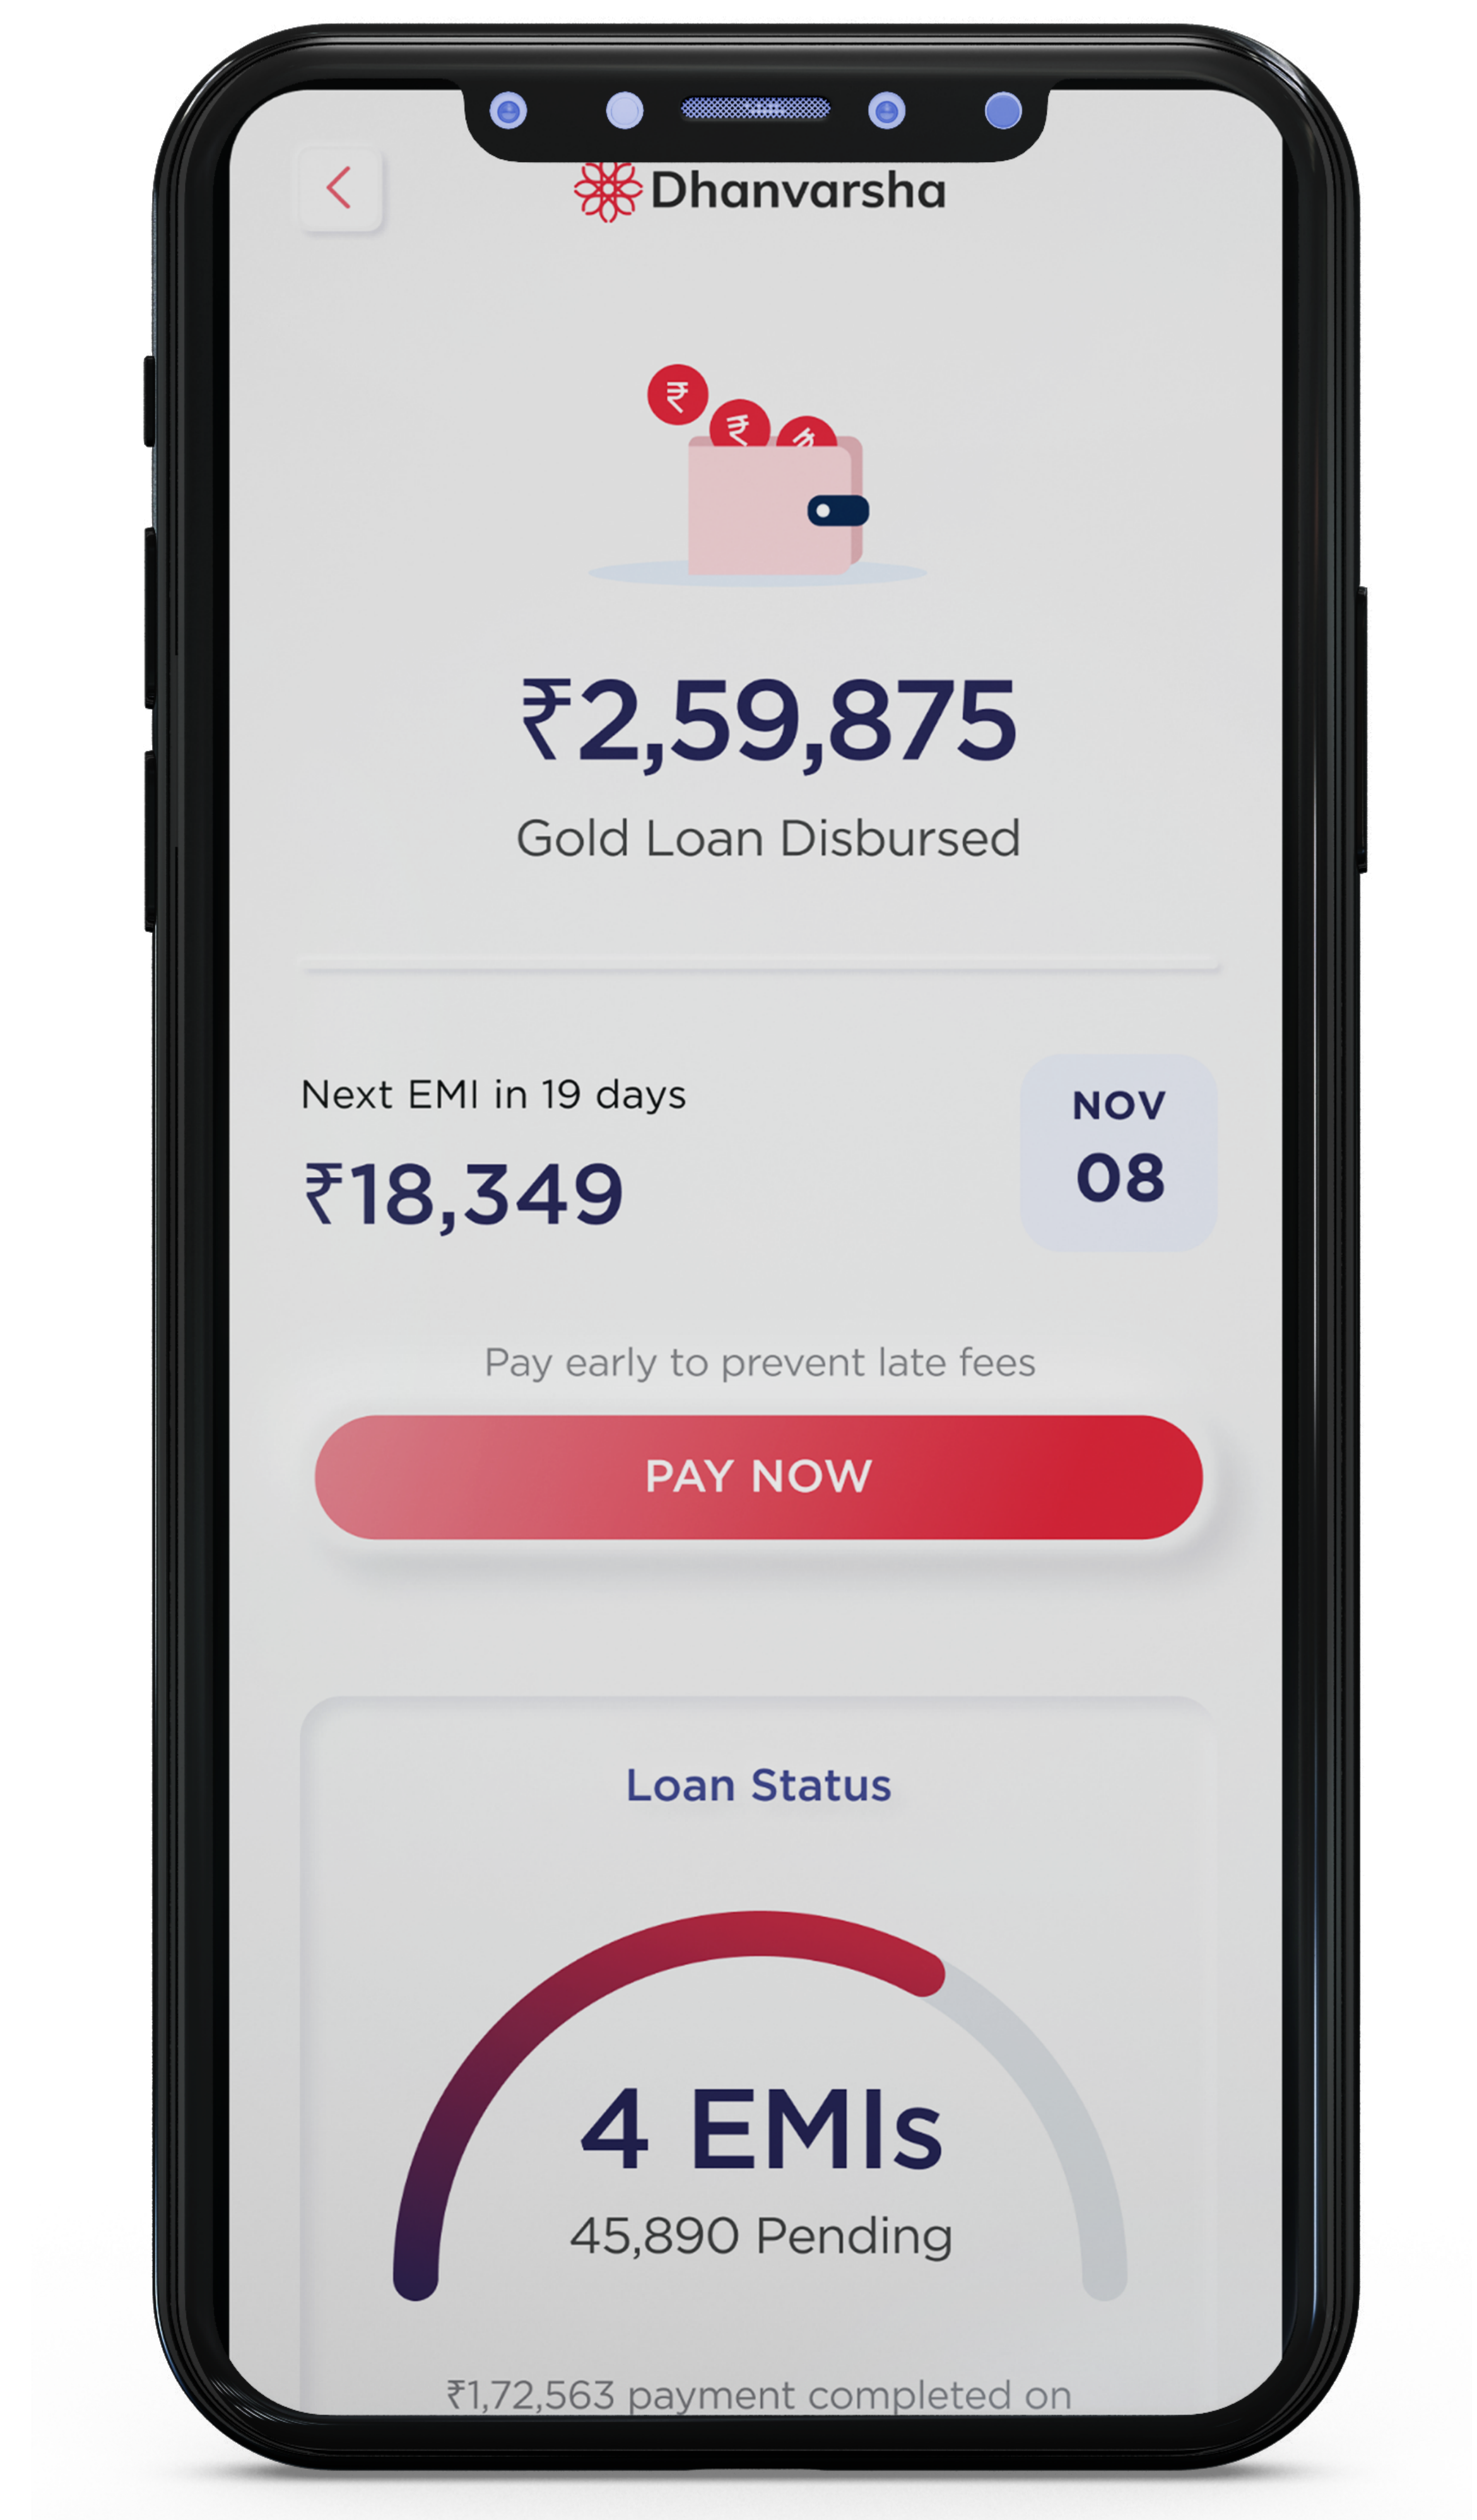 Dhanvarsha
₹
₹
₹
₹2,59,875
Gold Loan Disbursed
Next EMI in 19 days
₹18,349
NOV
08
Pay early to prevent late fees
PAY NOW
Loan Status
4 EMIs
45,890 Pending
₹1,72,563 payment completed on